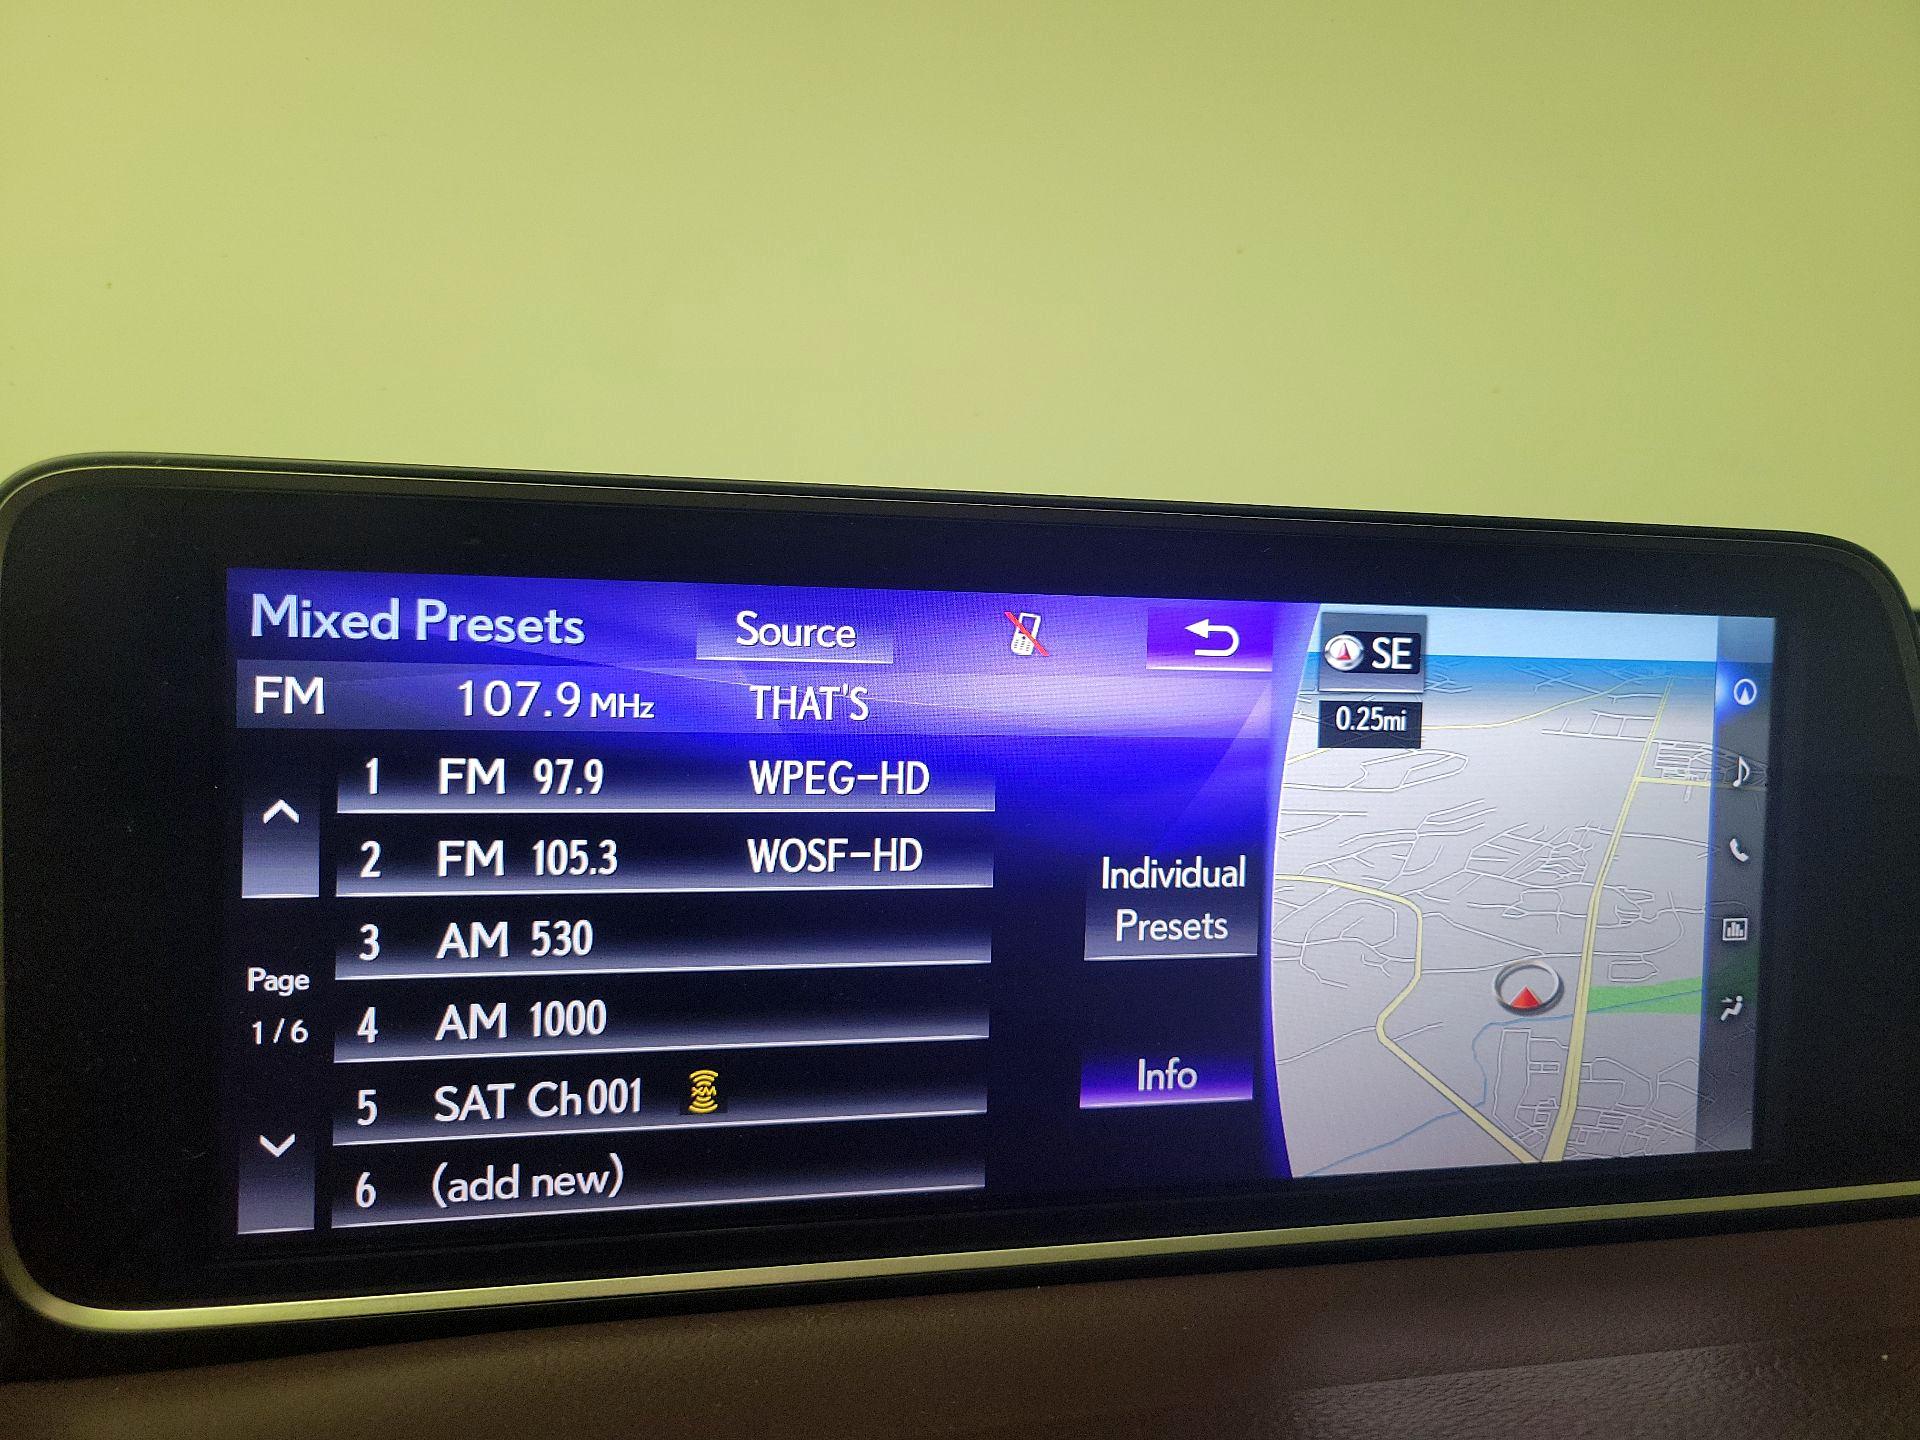 Mixed Presets Source
FM 107.9 MHz THAT'S
1 FM 97.9 WPEG-HD
2 FM 105.3 WOSF-HD
3 AM 530
4 AM 1000
5 SAT Ch001 XM
6 (add new)
Page
1/6
Individual
Presets
Info
SE
0.25mi